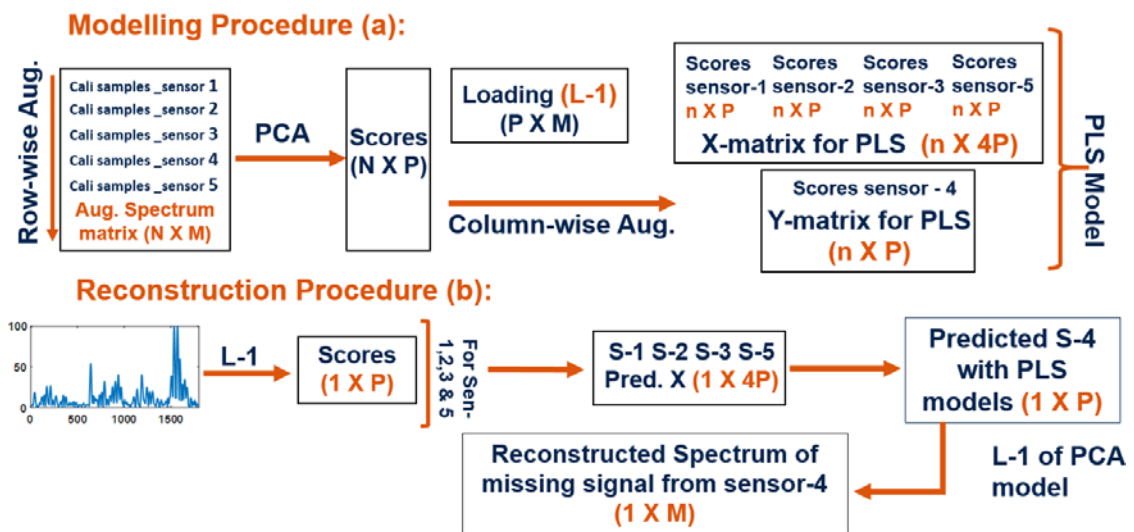 Modelling Procedure (a):
Row-wise Aug.
Cali samples _sensor 1
Cali samples _sensor 2
Cali samples _sensor 3
Cali samples _sensor 4
Cali samples _sensor 5
Aug. Spectrum
matrix (N X M)
PCA
Scores
(N X P)
Loading (L-1)
(P X M)
Column-wise Aug.
Scores Scores Scores Scores
sensor-1 sensor-2 sensor-3 sensor-5
n X P n X P n X P n X P
X-matrix for PLS (n X 4P)
Scores sensor - 4
Y-matrix for PLS
(n X P)
PLS Model
Reconstruction Procedure (b):
100
50
0
0 500 1000 1500
L-1
Scores
(1 X P)
For Sen-
1,2,3 & 5
S-1 S-2 S-3 S-5
Pred. X (1 X 4P)
Predicted S-4
with PLS
models (1 X P)
L-1 of PCA
model
Reconstructed Spectrum of
missing signal from sensor-4
(1 X M)